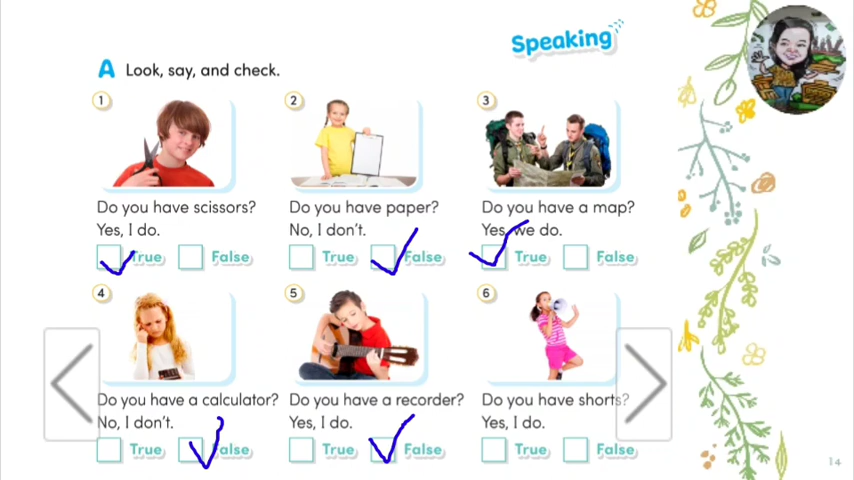 Speaking
A Look, say, and check.
1
2
3
Do you have scissors?
Do you have paper?
Do you have a map?
Yes, I do.
No, I don't.
Yes, we do.
True False
True False
True False
4
5
6
Do you have a calculator?
Do you have a recorder?
Do you have shorts?
No, I don't.
Yes, I do.
Yes, I do.
True False
True False
True False
14